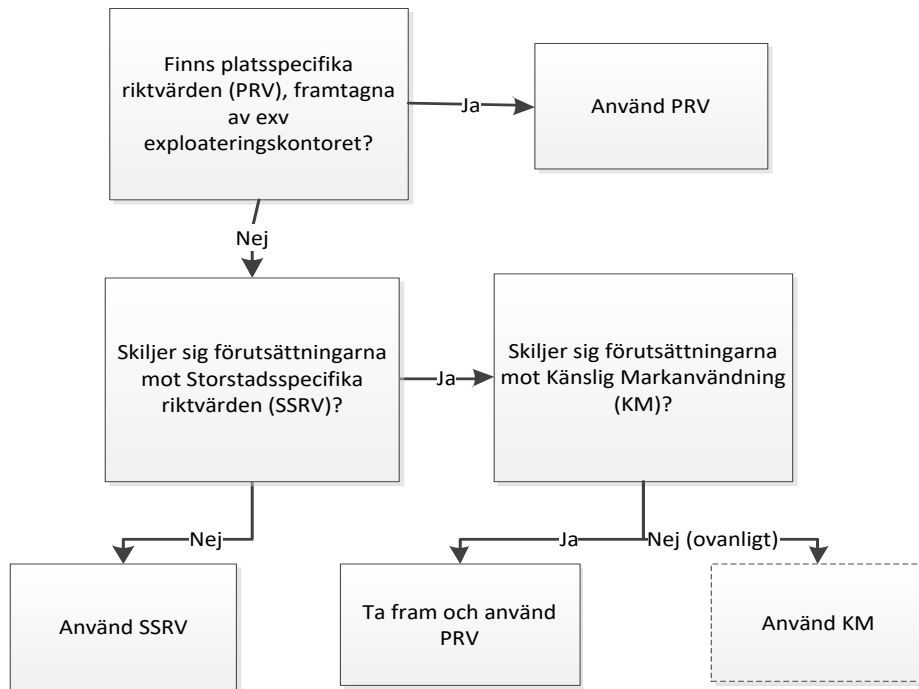 Finns platsspecifika
riktvärden (PRV), framtagna
av exv
exploateringskontoret?
Ja
Använd PRV
Nej
Skiljer sig förutsättningarna
mot Storstadsspecifika
riktvärden (SSRV)?
Ja
Skiljer sig förutsättningarna
mot Känslig Markanvändning
(KM)?
Nej
Ja
Nej (ovanligt)
Använd SSRV
Ta fram och använd
PRV
Använd KM